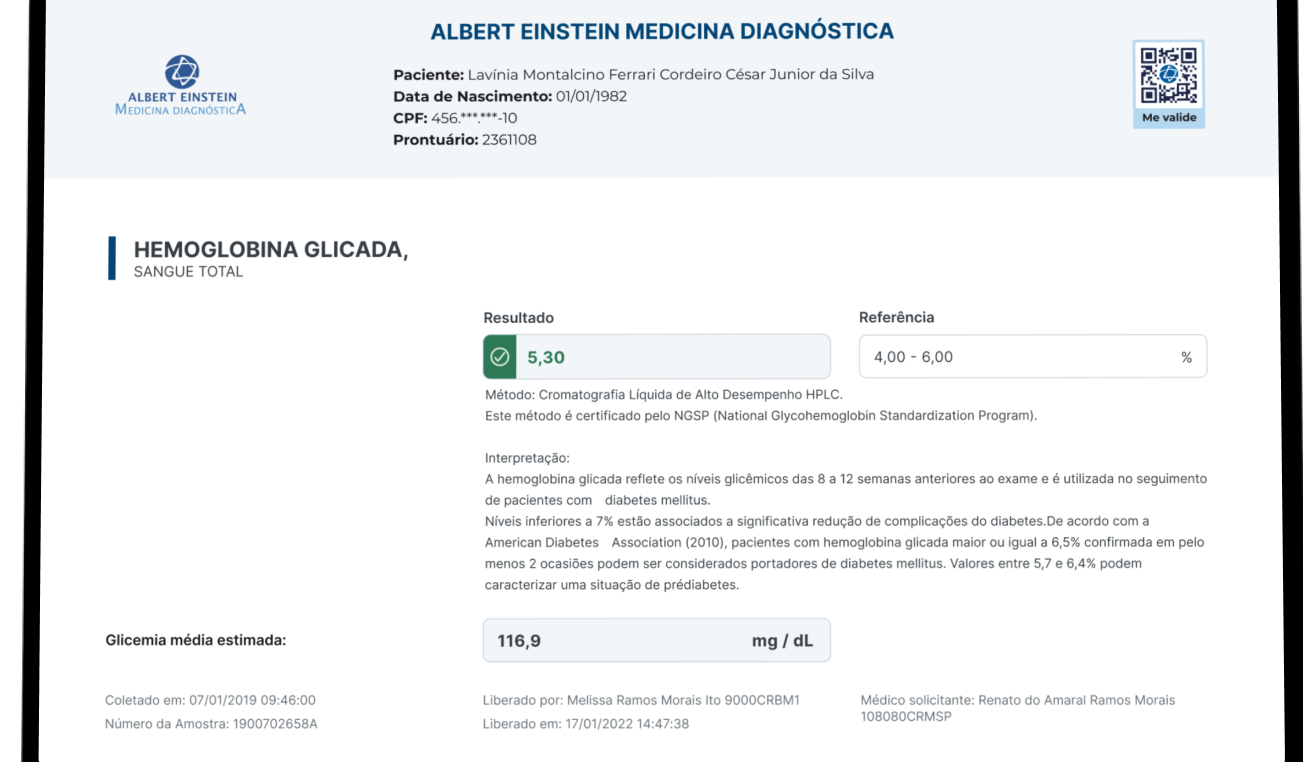 ALBERT EINSTEIN MEDICINA DIAGNÓSTICA
ALBERT EINSTEIN
MEDICINA DIAGNÓSTICA
Paciente: Lavínia Montalcino Ferrari Cordeiro César Junior da Silva
Data de Nascimento: 01/01/1982
CPF: 456.***.***-10
Prontuário: 2361108
Me valide
HEMOGLOBINA GLICADA,
SANGUE TOTAL
Resultado
Referência
5,30
4,00 - 6,00 %
Método: Cromatografia Líquida de Alto Desempenho HPLC.
Este método é certificado pelo NGSP (National Glycohemoglobin Standardization Program).
Interpretação:
A hemoglobina glicada reflete os níveis glicêmicos das 8 a 12 semanas anteriores ao exame e é utilizada no seguimento
de pacientes com diabetes mellitus.
Níveis inferiores a 7% estão associados a significativa redução de complicações do diabetes.De acordo com a
American Diabetes Association (2010), pacientes com hemoglobina glicada maior ou igual a 6,5% confirmada em pelo
menos 2 ocasiões podem ser considerados portadores de diabetes mellitus. Valores entre 5,7 e 6,4% podem
caracterizar uma situação de prédiabetes.
Glicemia média estimada:
116,9 mg / dL
Coletado em: 07/01/2019 09:46:00
Número da Amostra: 1900702658A
Liberado por: Melissa Ramos Morais Ito 9000CRBM1
Liberado em: 17/01/2022 14:47:38
Médico solicitante: Renato do Amaral Ramos Morais
108080CRMSP